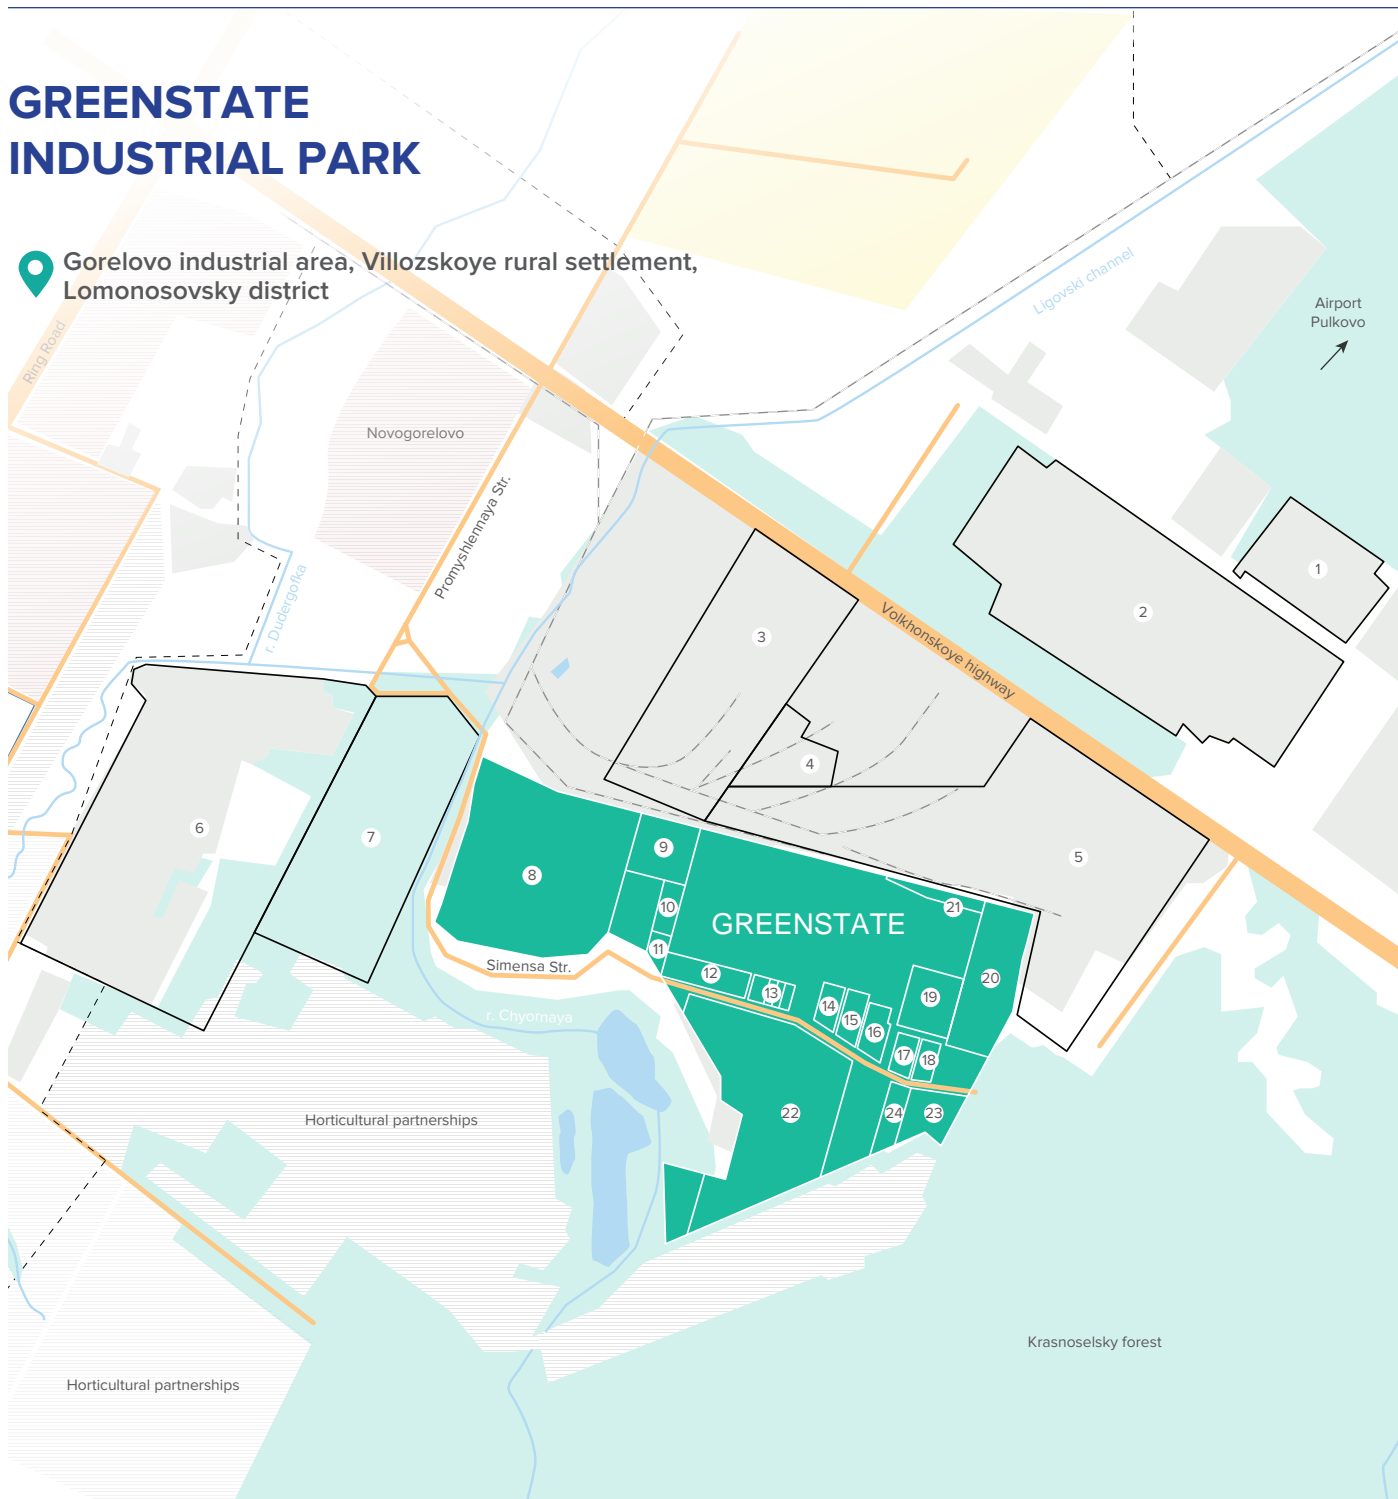 GREENSTATE
INDUSTRIAL PARK
Gorelovo industrial area, Villozskoye rural settlement,
Lomonosovsky district
Ring Road
Ligovski channel
Airport
Pulkovo
Novogorelovo
Promyshlennaya Str.
r. Dudergofka
Volkhonskoye highway
1
2
3
4
5
6
7
8
9
10
11
12
13
14
15
16
17
18
19
20
21
22
23
24
GREENSTATE
Simensa Str.
r. Chyornaya
Horticultural partnerships
Krasnoselsky forest
Horticultural partnerships